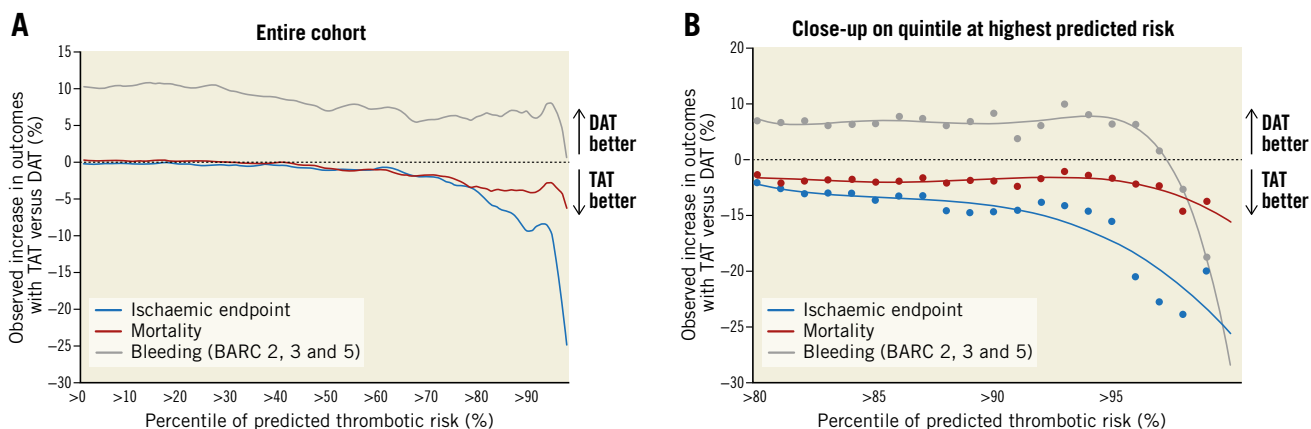 A
Entire cohort
Observed increase in outcomes
with TAT versus DAT (%)
15
10
5
0
−5
−10
−15
−20
−25
−30
DAT
better
TAT
better
Ischaemic endpoint
Mortality
Bleeding (BARC 2, 3 and 5)
>0
>10
>20
>30
>40
>50
>60
>70
>80
>90
Percentile of predicted thrombotic risk (%)
B
Close-up on quintile at highest predicted risk
Observed increase in outcomes
with TAT versus DAT (%)
20
10
0
−15
−20
−25
−30
DAT
better
TAT
better
Ischaemic endpoint
Mortality
Bleeding (BARC 2, 3 and 5)
>80
>85
>90
>95
Percentile of predicted thrombotic risk (%)